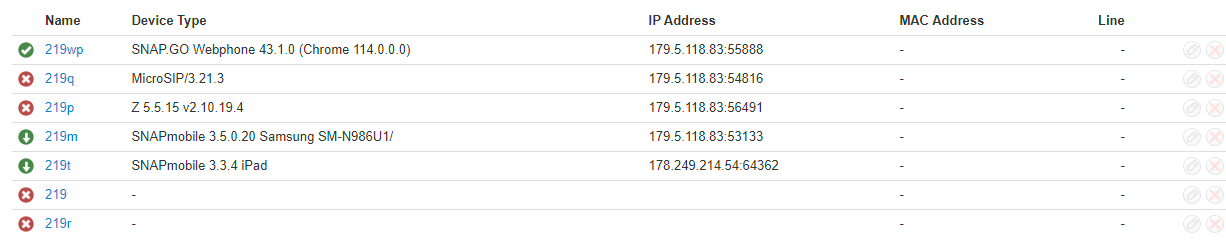 Name Device Type IP Address MAC Address Line
219wp SNAP.GO Webphone 43.1.0 (Chrome 114.0.0.0) 179.5.118.83:55888 - -
219q MicroSIP/3.21.3 179.5.118.83:54816 - -
219p Z 5.5.15 v2.10.19.4 179.5.118.83:56491 - -
219m SNAPmobile 3.5.0.20 Samsung SM-N986U1/ 179.5.118.83:53133 - -
219t SNAPmobile 3.3.4 iPad 178.249.214.54:64362 - -
219 - - -
219r - - -